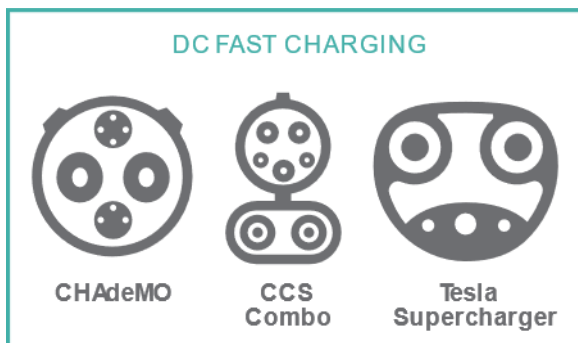 DC FAST CHARGING
CHAdeMO
CCS
Combo
Tesla
Supercharger